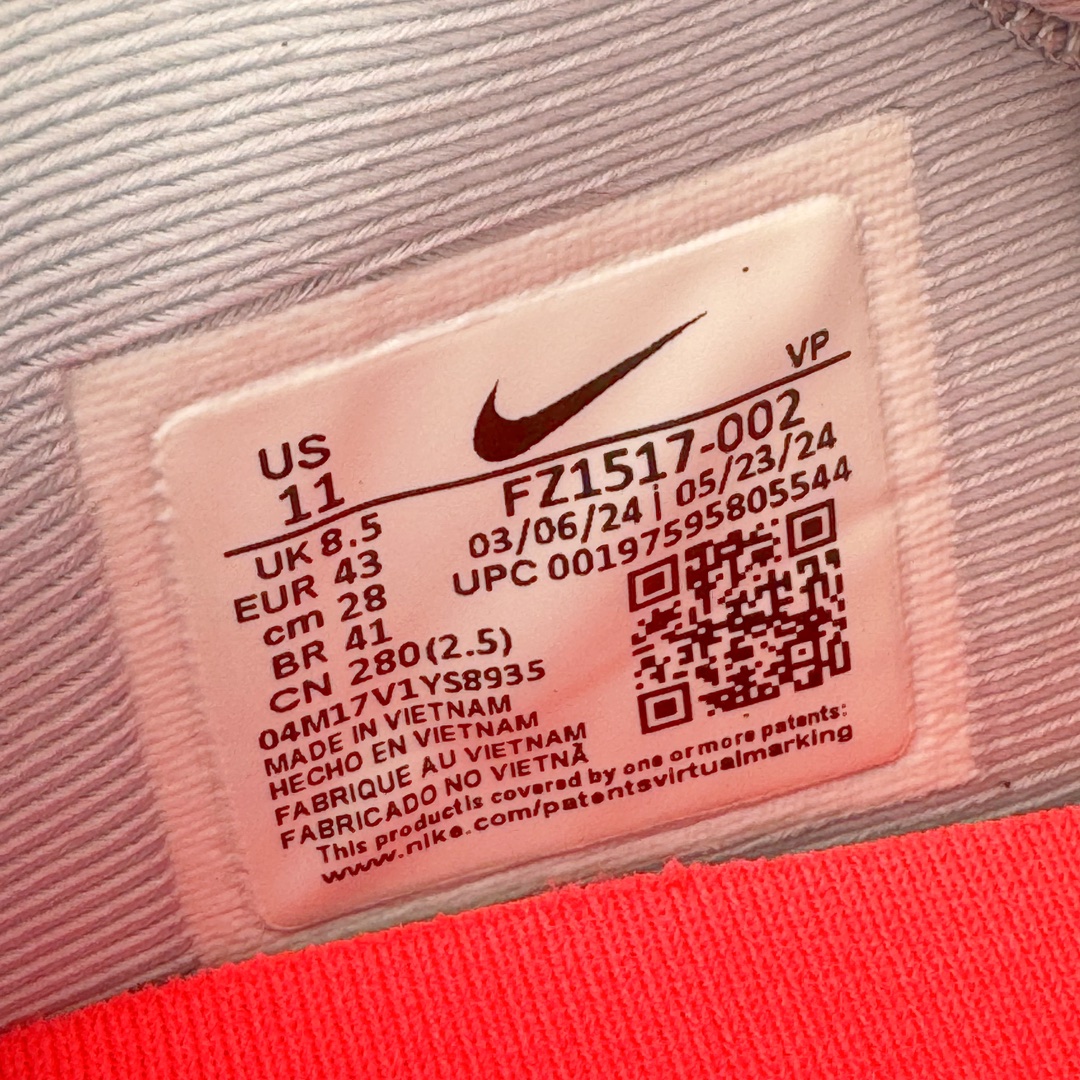 VP
US
11
FZ1517-002
03/06/24 | 05/23/24
UPC 00197595805544
UK 8.5
EUR 43
cm 28
BR 41
CN 280(2.5)
04M17V1YS8935
MADE IN VIETNAM
HECHO EN VIETNAM
FABRIQUE AU VIETNAM
FABRICADO NO VIETNÃ
This product is covered by one or more patents:
www.nike.com/patentsvirtualmarking